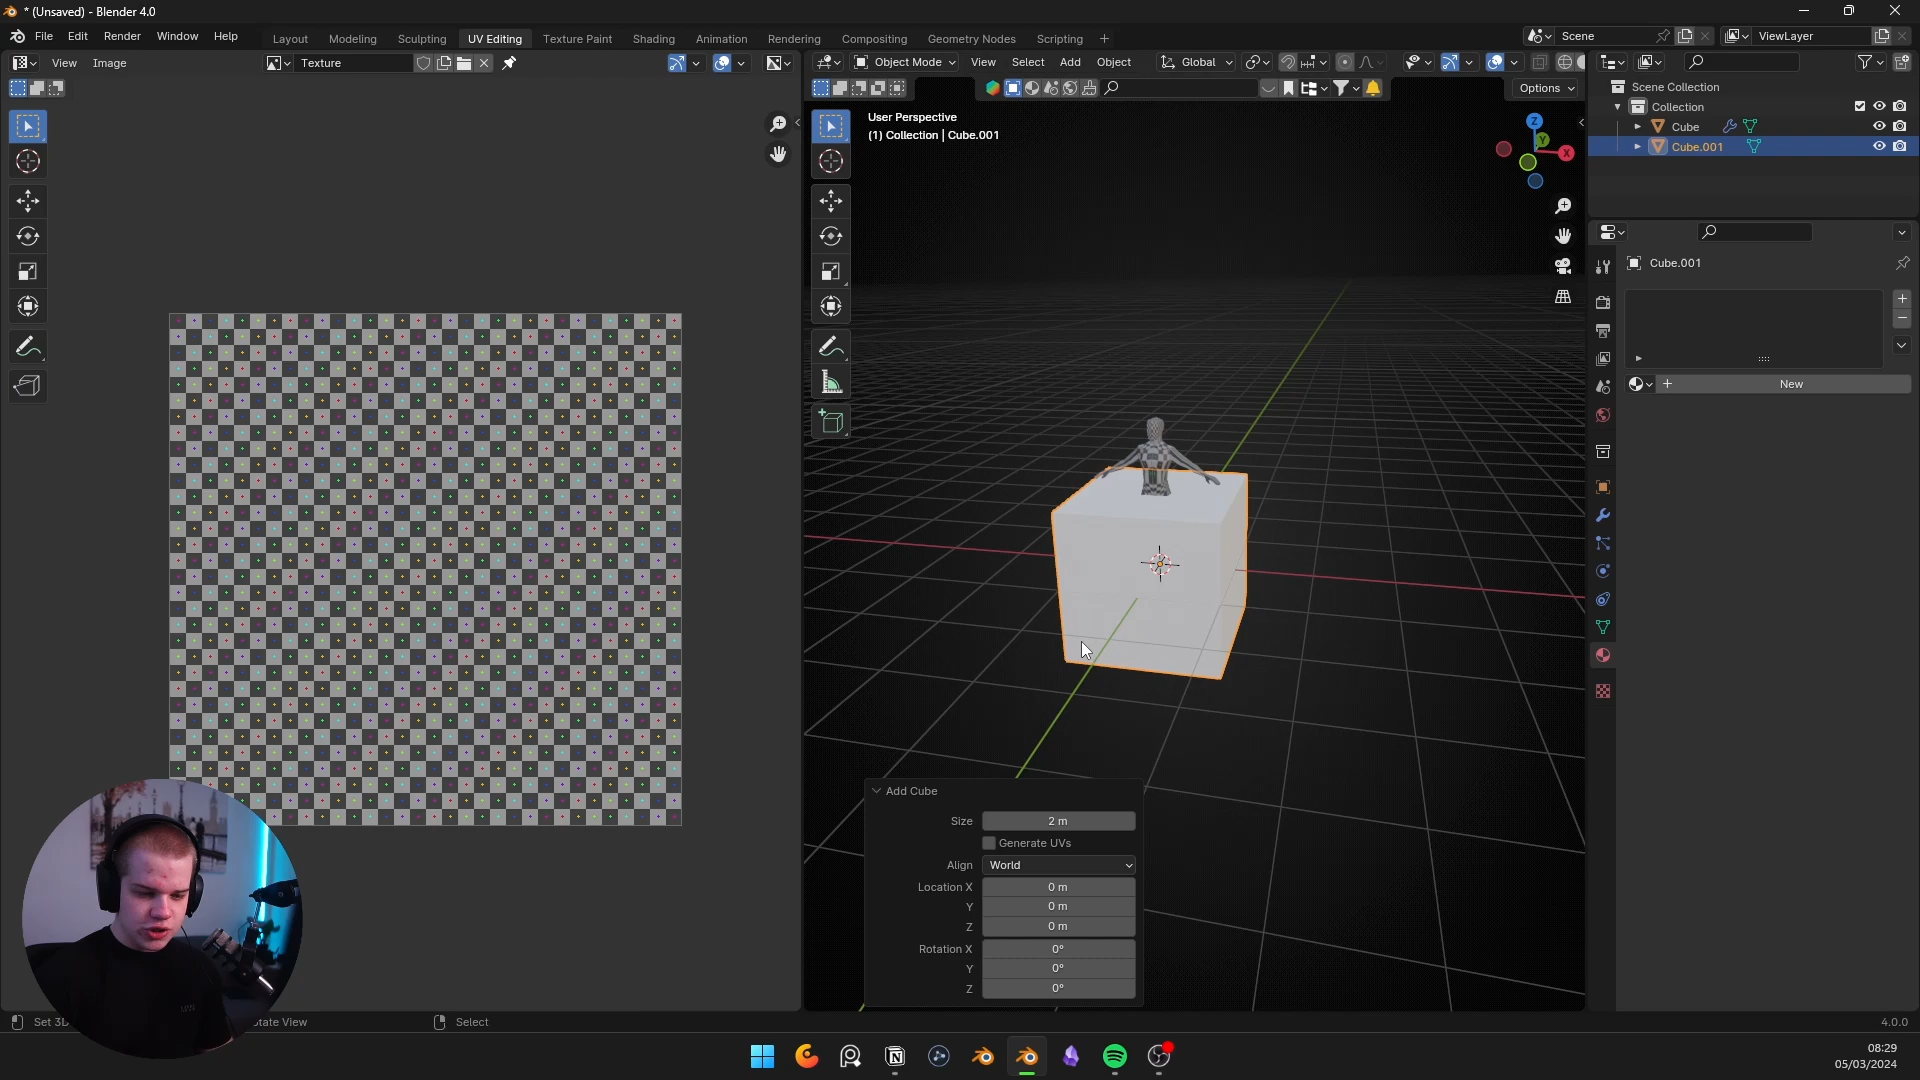 * (Unsaved) - Blender 4.0
File Edit Render Window Help
Layout Modeling Sculpting UV Editing Texture Paint Shading Animation Rendering Compositing Geometry Nodes Scripting +
Scene
ViewLayer
View Image
Texture
Object Mode
View Select Add Object
Global
Options
User Perspective
(1) Collection | Cube.001
Z
Y
X
Scene Collection
Collection
Cube
Cube.001
Cube.001
New
Add Cube
Size 2 m
Generate UVs
Align World
Location X 0 m
Y 0 m
Z 0 m
Rotation X 0°
Y 0°
Z 0°
Set 3D
tate View
Select
4.0.0
08:29
05/03/2024